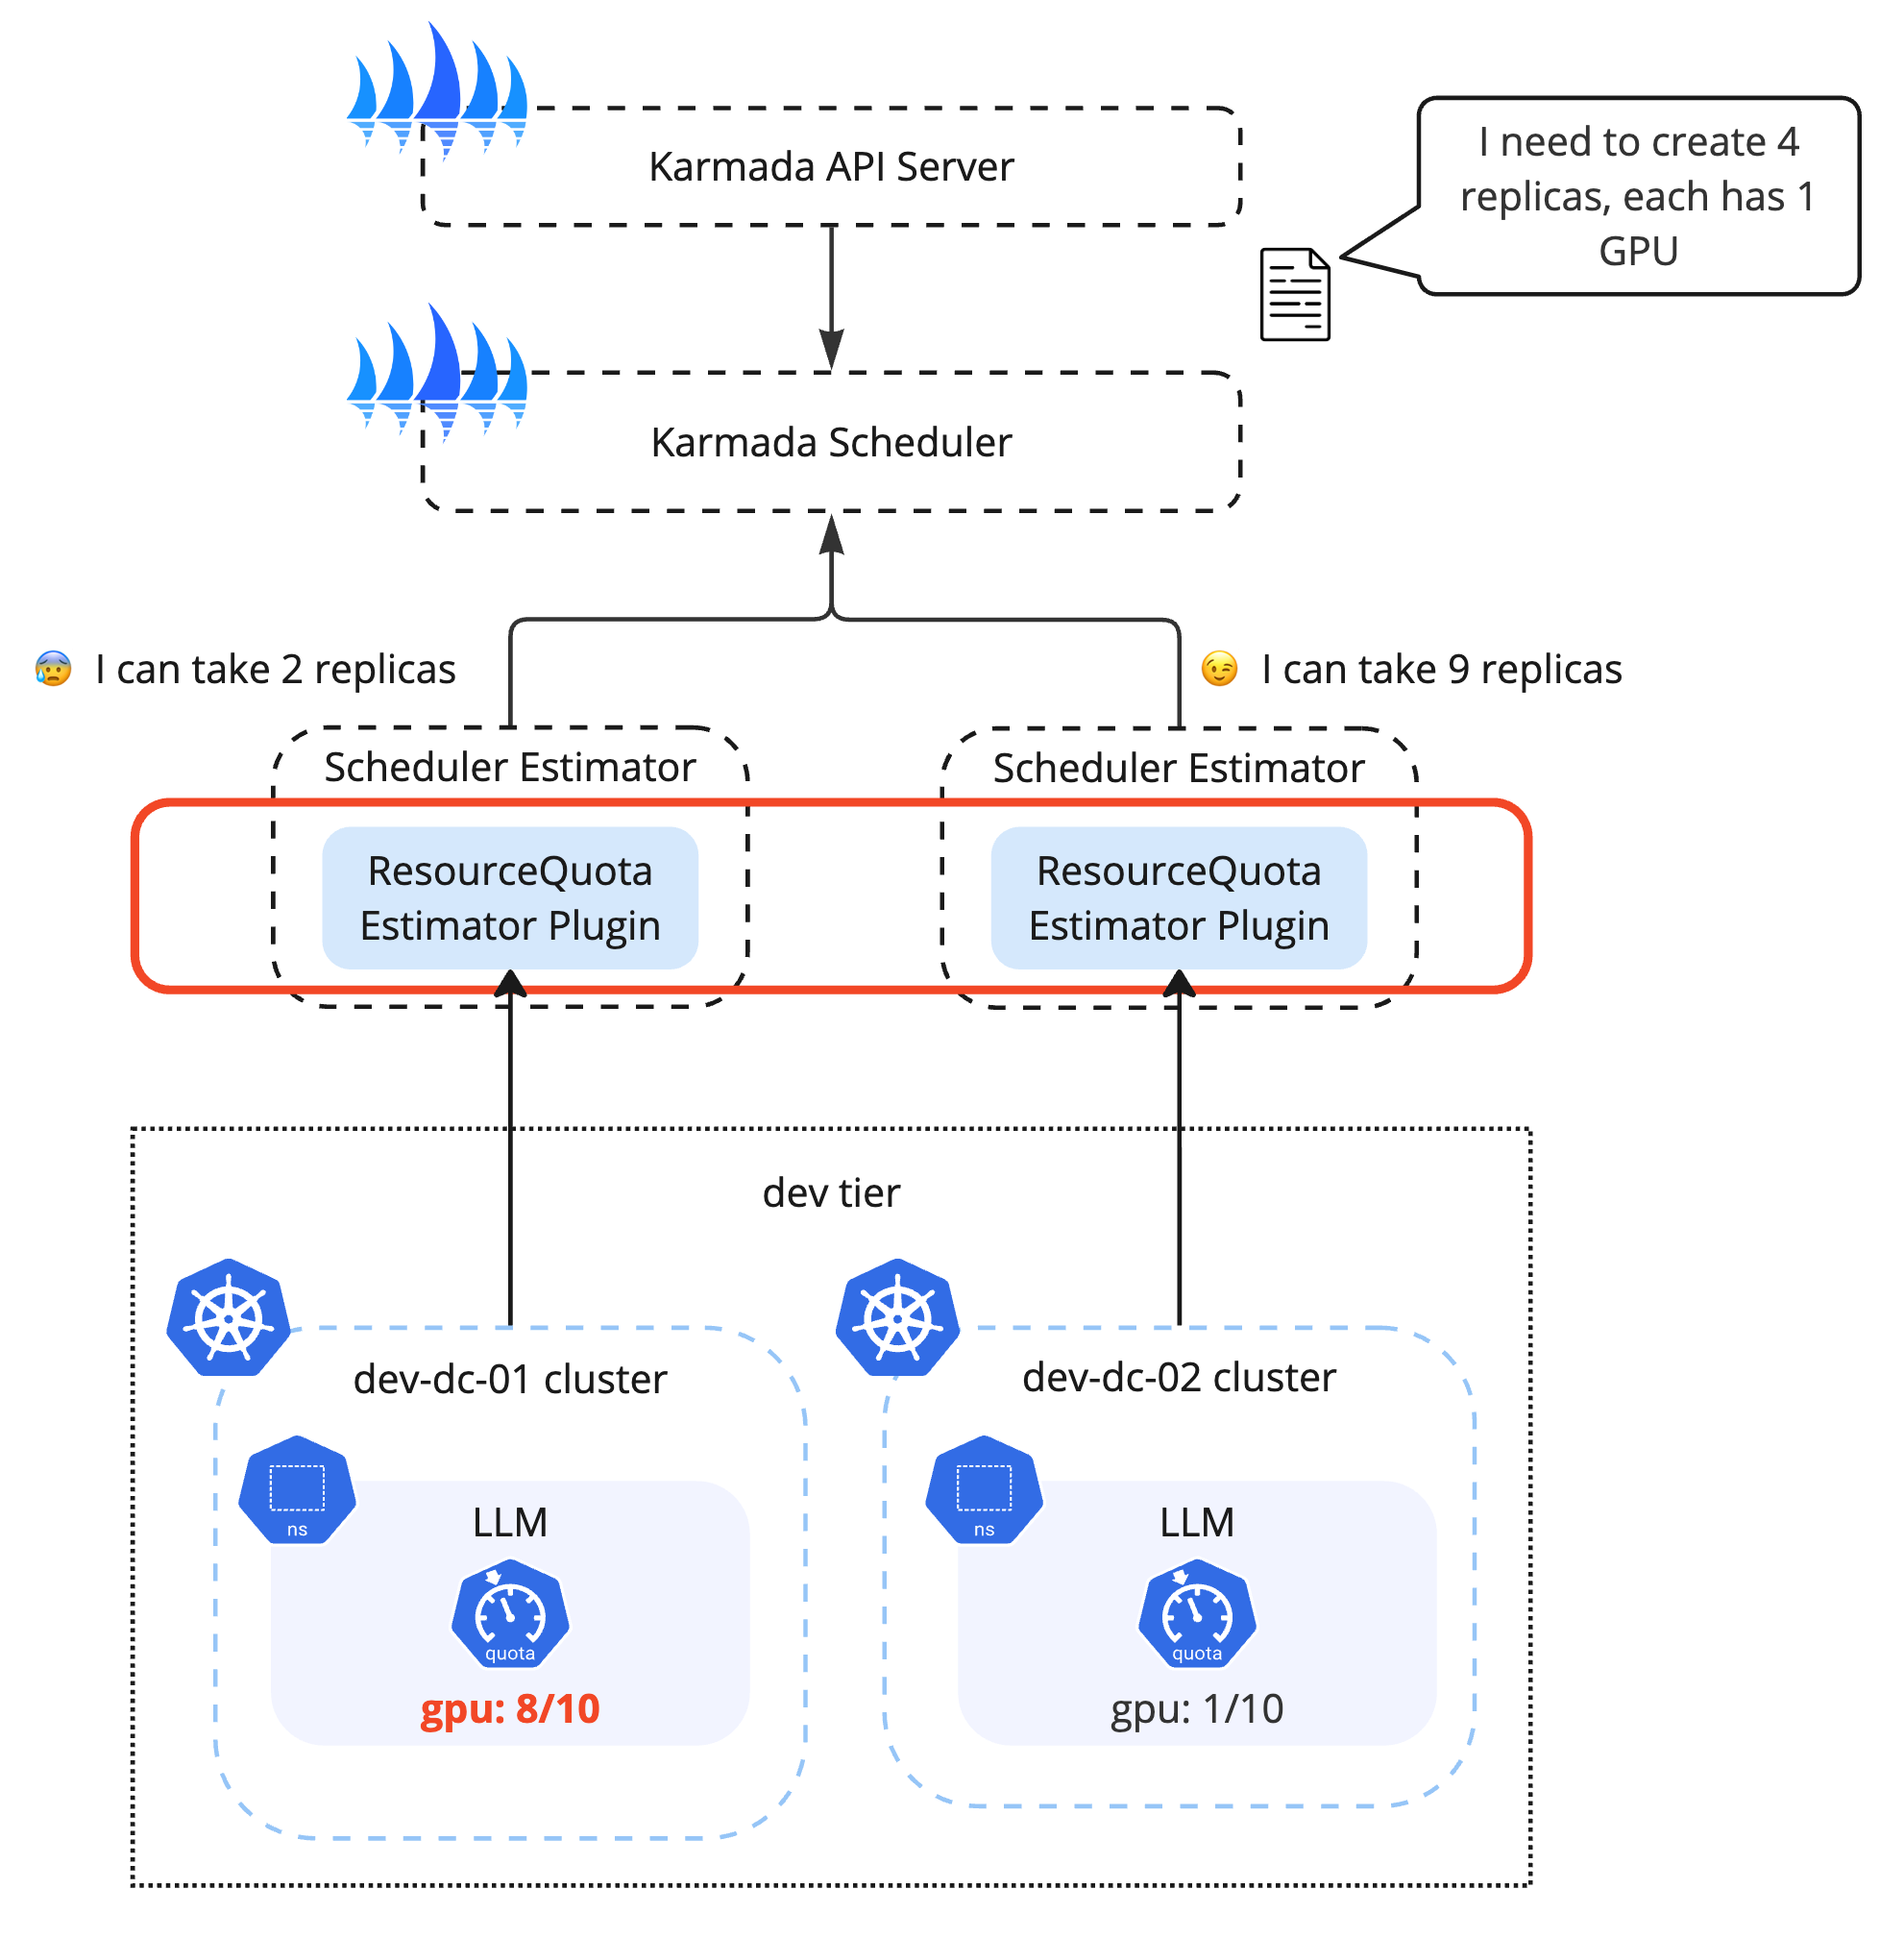 Karmada API Server
I need to create 4
replicas, each has 1
GPU
Karmada Scheduler
I can take 2 replicas
I can take 9 replicas
Scheduler Estimator
ResourceQuota
Estimator Plugin
Scheduler Estimator
ResourceQuota
Estimator Plugin
dev tier
dev-dc-01 cluster
ns
LLM
quota
gpu: 8/10
dev-dc-02 cluster
ns
LLM
quota
gpu: 1/10